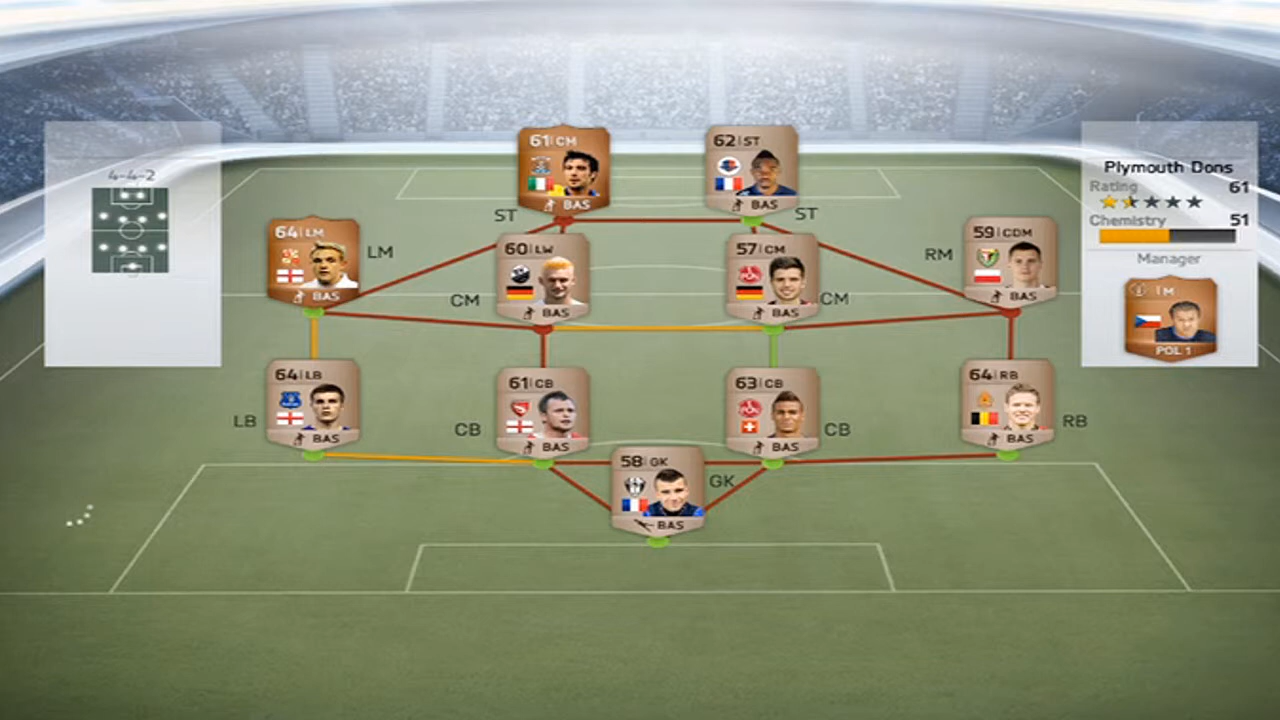 4-4-2
61 CM
BAS
ST
62 ST
BAS
ST
Plymouth Dons
Rating 61
Chemistry 51
Manager
M
POL 1
64 LM
BAS
LM
60 LW
BAS
CM
57 CM
BAS
CM
59 CDM
BAS
RM
64 LB
BAS
LB
61 CB
BAS
CB
63 CB
BAS
CB
64 RB
BAS
RB
58 GK
BAS
GK